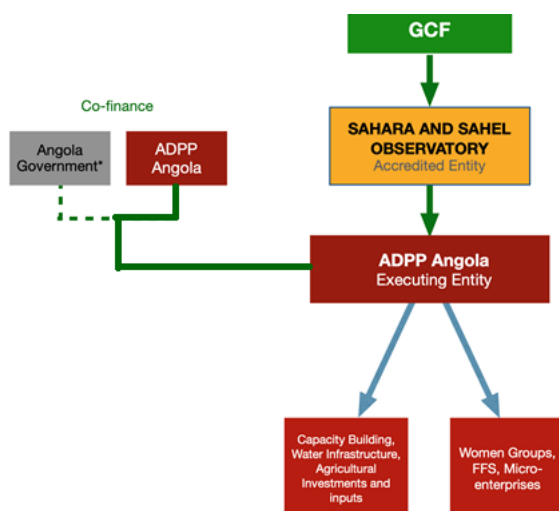 GCF
Co-finance
Angola
Government*
ADPP
Angola
SAHARA AND SAHEL
OBSERVATORY
Accredited Entity
ADPP Angola
Executing Entity
Capacity Building,
Water Infrastructure,
Agricultural
Investments and
inputs
Women Groups,
FFS, Micro-
enterprises